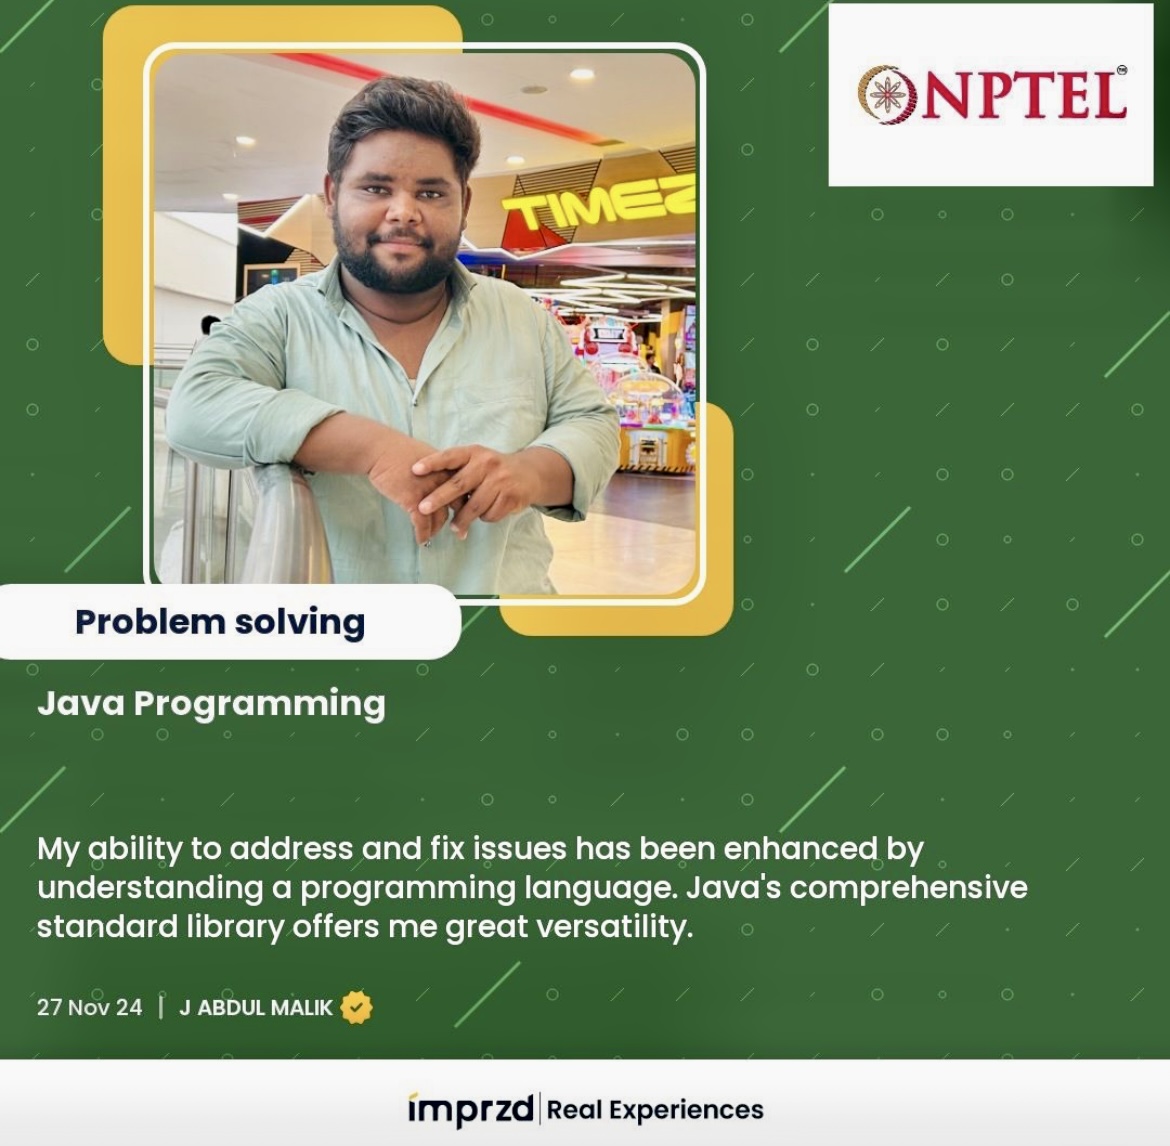 NPTEL
TM
TIMEZ
Problem solving
Java Programming
My ability to address and fix issues has been enhanced by
understanding a programming language. Java's comprehensive
standard library offers me great versatility.
27 Nov 24 | J ABDUL MALIK
imprzd | Real Experiences